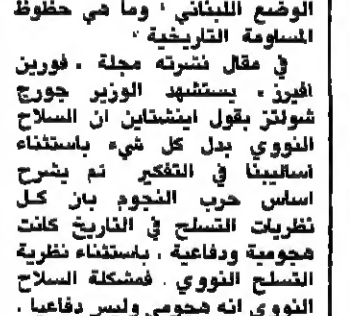 الوضع اللبناني ، وما هي حظوظ
المساومة التاريخية "
في مقال نشرته مجلة . فورين
افيرز ، يستشهد الوزير جورج
شولتز بقول اينشتاين ان السلاح
النووي بدل كل شيء باستثناء
اساليبنا في التفكير تم يشرح
اساس حرب النجوم بان كل
نظريات التسلح في التاريخ كانت
هجومية ودفاعية ، باستثناء نظرية
التسلح النووي . فمشكلة السلاح
النووي انه هجومي وليس دفاعيا .